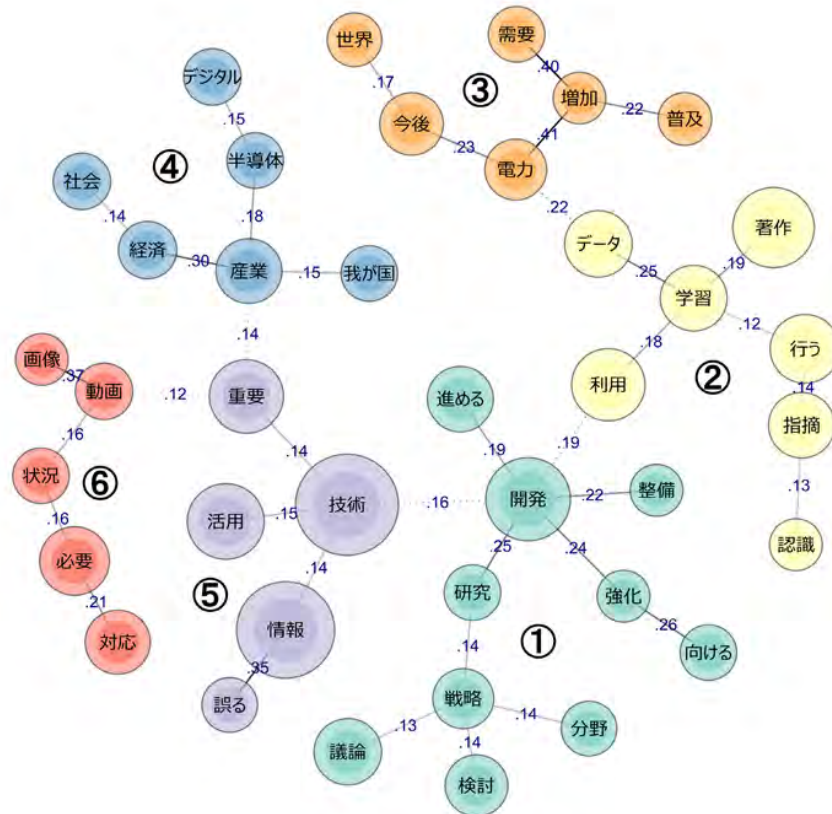 世界
需要
.40
デジタル
.17
③
増加
.22
普及
今後
.15
.41
④
.23
半導体
電力
社会
.22
著作
.14
.18
データ
経済
.19
.30
産業
.15
我が国
.25
学習
.12
.18
行う
.14
画像
②
.37
動画
.12
重要
利用
.14
進める
指摘
.16
.19
.19
⑥
.14
状況
技術
開発
.22
整備
.13
活用
.15
.16
.16
認識
必要
.25
.24
.14
研究
強化
.21
⑤
情報
.26
対応
①
向ける
.14
.35
誤る
戦略
.14
分野
議論
.13
.14
検討